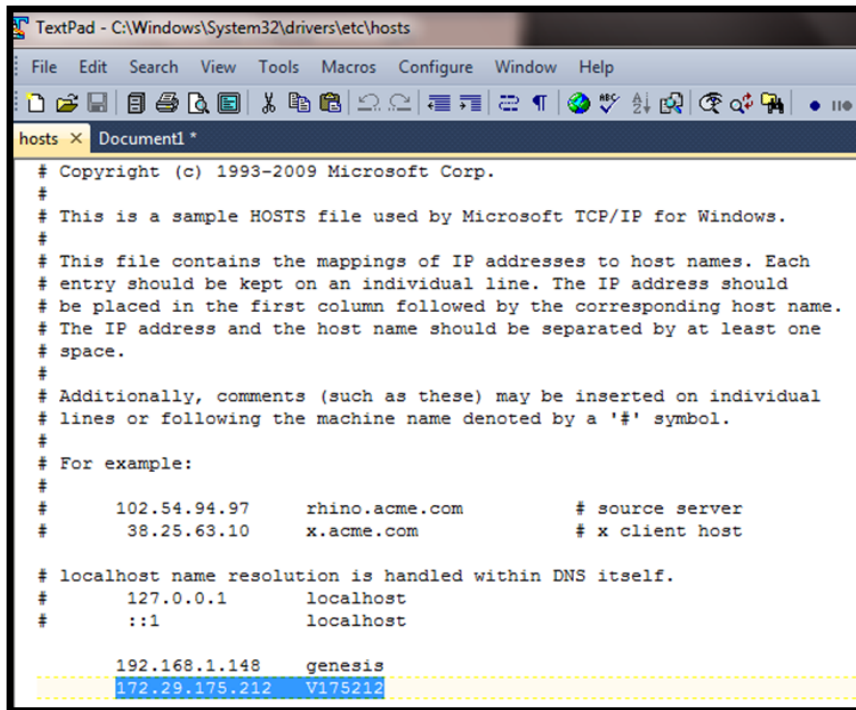 TextPad - C:\Windows\System32\drivers\etc\hosts
File Edit Search View Tools Macros Configure Window Help
hosts Document1 *
# Copyright (c) 1993-2009 Microsoft Corp.
#
# This is a sample HOSTS file used by Microsoft TCP/IP for Windows.
#
# This file contains the mappings of IP addresses to host names. Each
# entry should be kept on an individual line. The IP address should
# be placed in the first column followed by the corresponding host name.
# The IP address and the host name should be separated by at least one
# space.
#
# Additionally, comments (such as these) may be inserted on individual
# lines or following the machine name denoted by a '#' symbol.
#
# For example:
#
# 102.54.94.97 rhino.acme.com # source server
# 38.25.63.10 x.acme.com # x client host
# localhost name resolution is handled within DNS itself.
# 127.0.0.1 localhost
# ::1 localhost
192.168.1.148 genesis
172.29.175.212 V175212